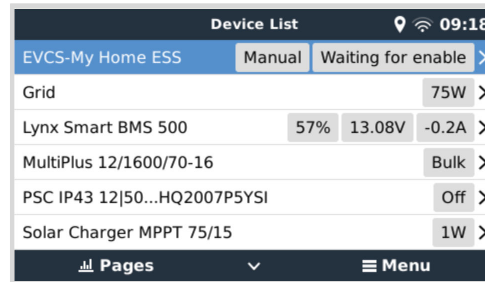 Device List 09:18
EVCS-My Home ESS Manual Waiting for enable
Grid 75W
Lynx Smart BMS 500 57% 13.08V -0.2A
MultiPlus 12/1600/70-16 Bulk
PSC IP43 12|50...HQ2007P5YSI Off
Solar Charger MPPT 75/15 1W
Pages Menu